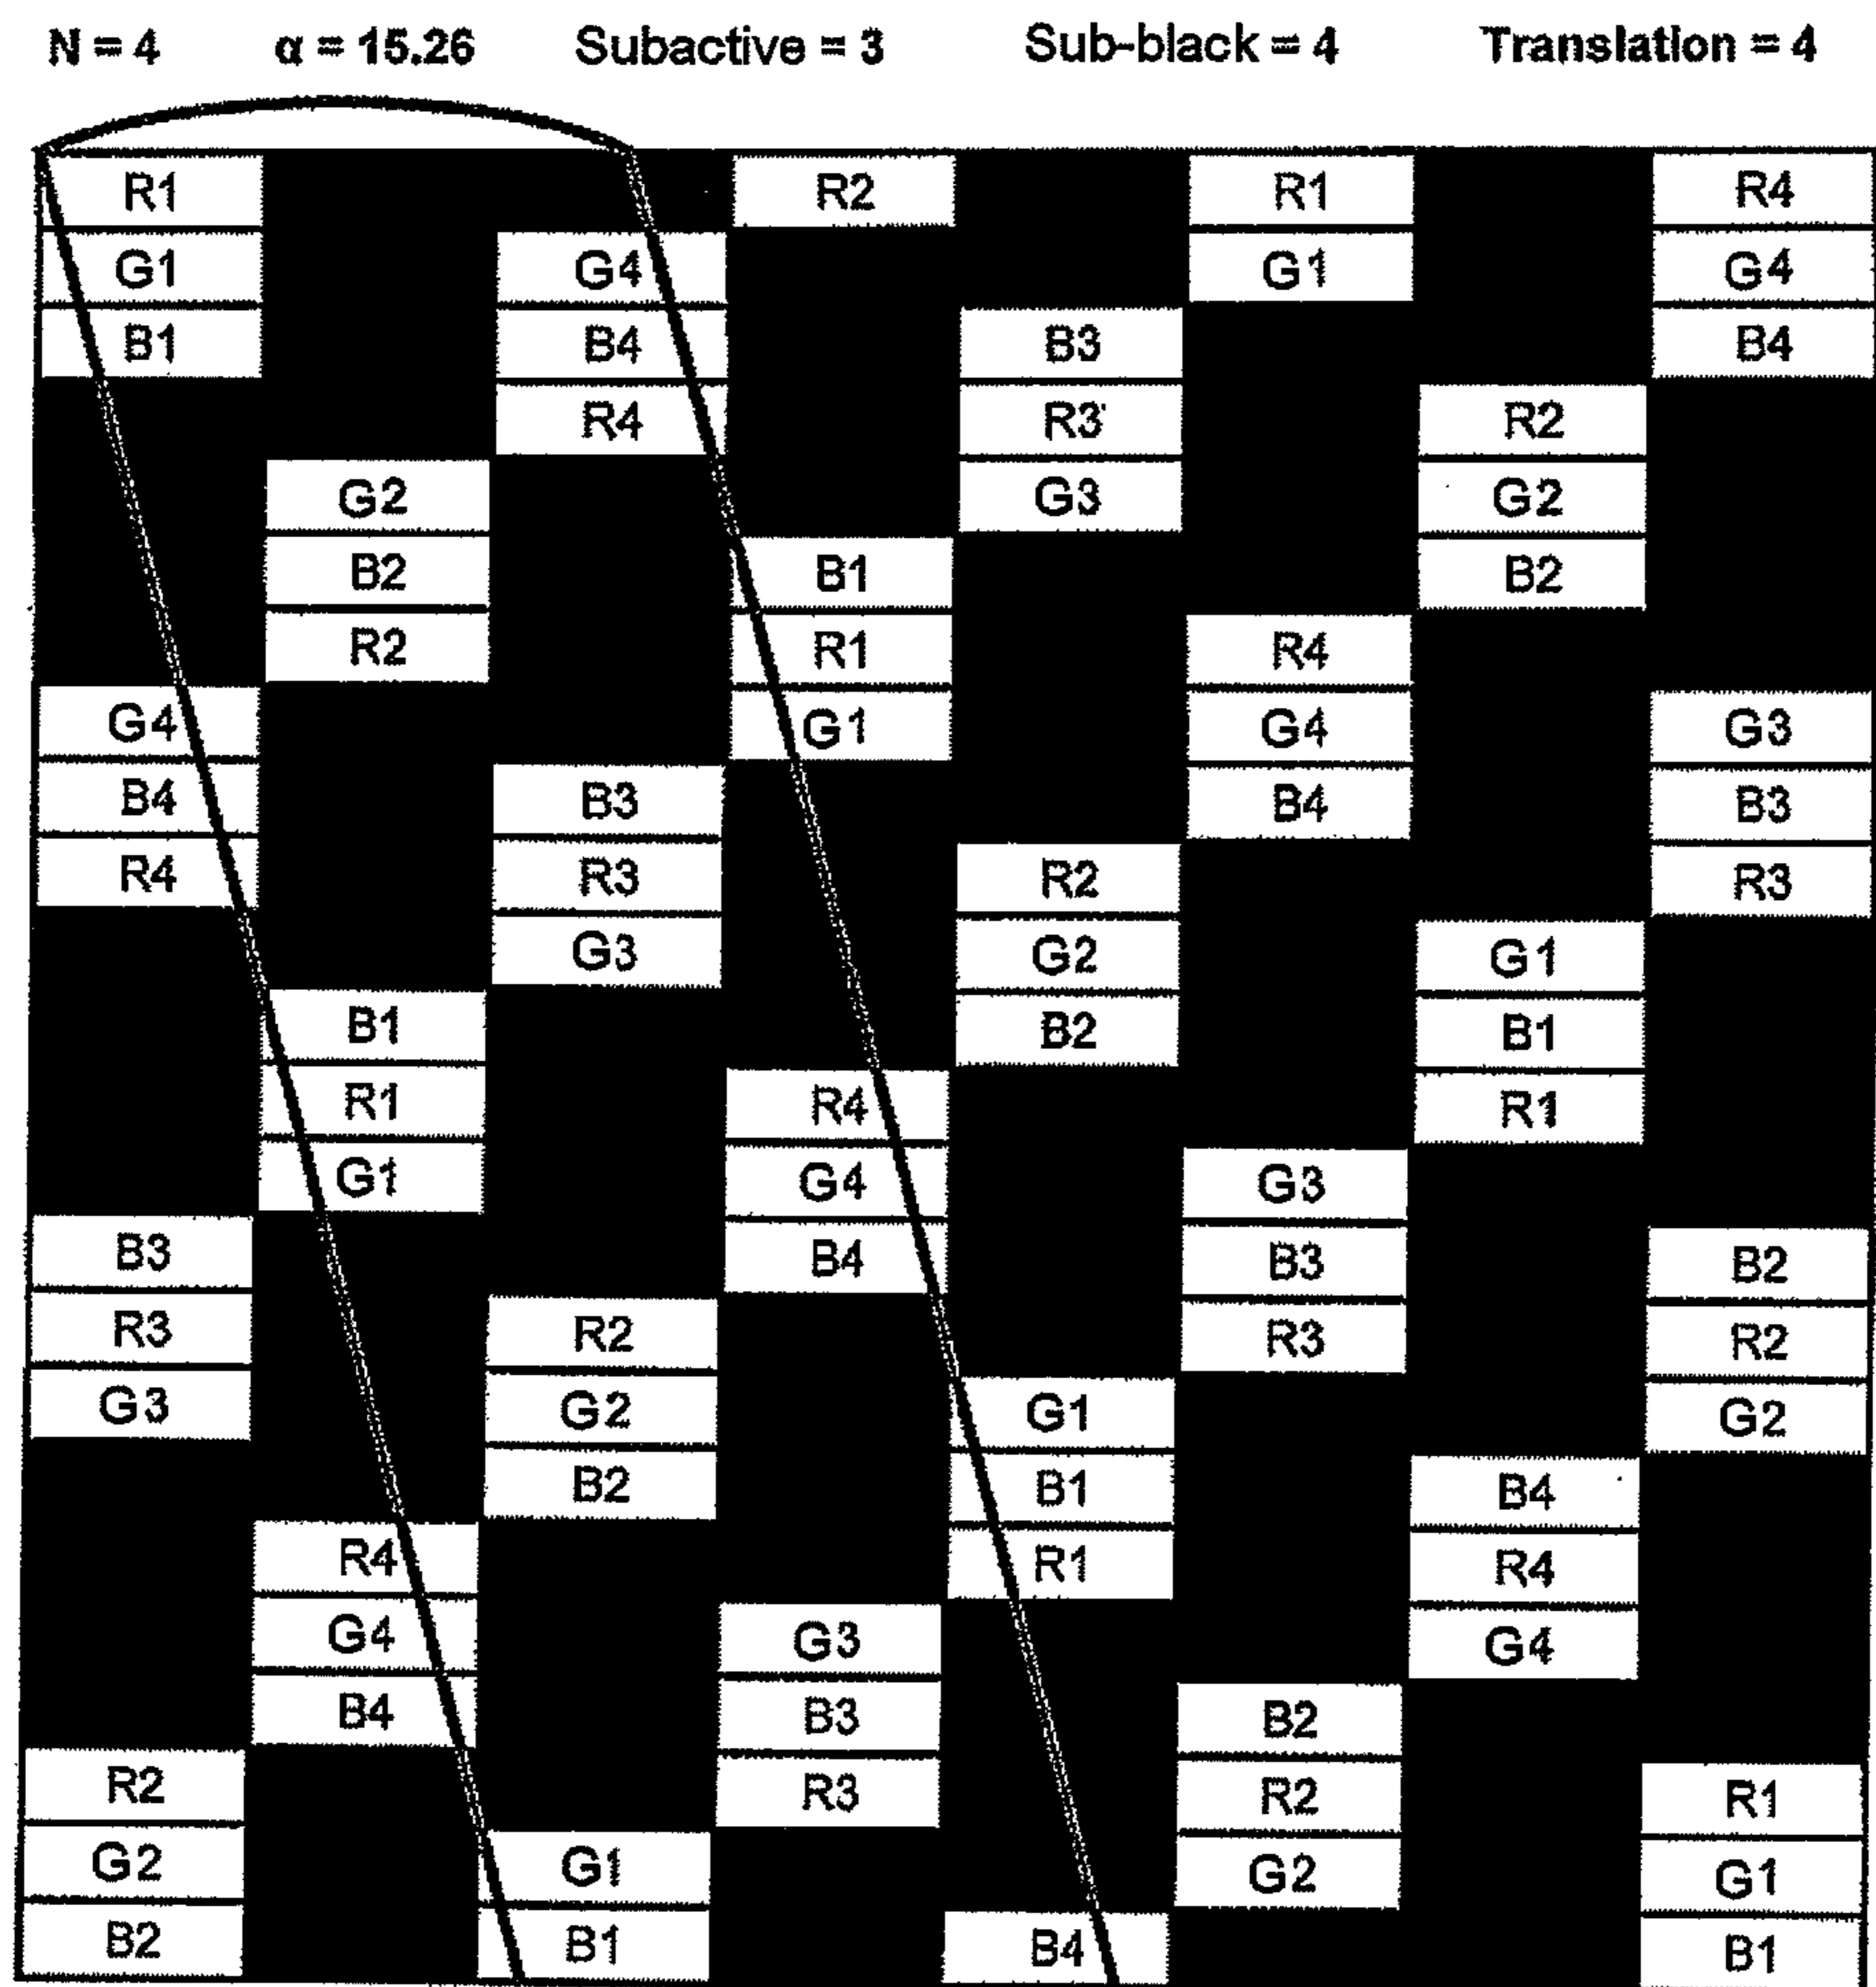 N = 4 α = 15.26 Subactive = 3 Sub-black = 4 Translation = 4
R1 R2 R1 R4
G1 G4 G1 G4
B1 B4 B3 B4
R4 R3 R2
G2 G3 G2
B2 B1 B2
R2 R1 R4
G4 G1 G4 G3
B4 B3 B4 B3
R4 R3 R2 R3
G3 G2 G1
B1 B2 B1
R1 R4 R1
G1 G4 G3
B3 B4 B3 B2
R3 R2 R3 R2
G3 G2 G1 G2
B2 B1 B4
R4 R1 R4
G4 G3 G4
B4 B3 B2
R2 R3 R2 R1
G2 G1 G2 G1
B2 B1 B4 B1